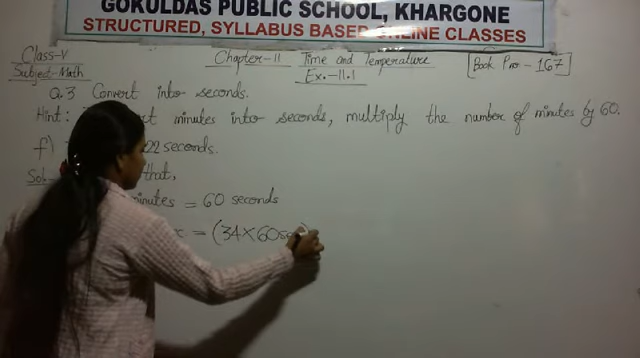 GOKULDAS PUBLIC SCHOOL, KHARGONE
STRUCTURED, SYLLABUS BASED ONLINE CLASSES
Class-V
Chapter-11 Time and Temperature
[Book Pno:-167]
Subject-Math
Ex.-11.1
Q.3 Convert into seconds.
Hint: minutes into seconds, multiply the number of minutes by 60.
f) 22 seconds.
Sol that,
minutes = 60 seconds
= (34×60